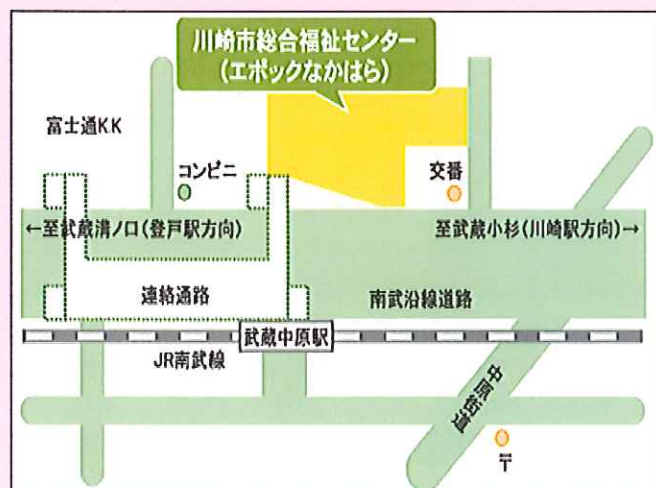 川崎市総合福祉センター
(エポックなかはら)
富士通K.K
コンビニ
交番
←至武蔵溝ノ口(登戸駅方向)
至武蔵小杉(川崎駅方向)→
連絡通路
南武沿線道路
武蔵中原駅
JR南武線
中原街道
〒